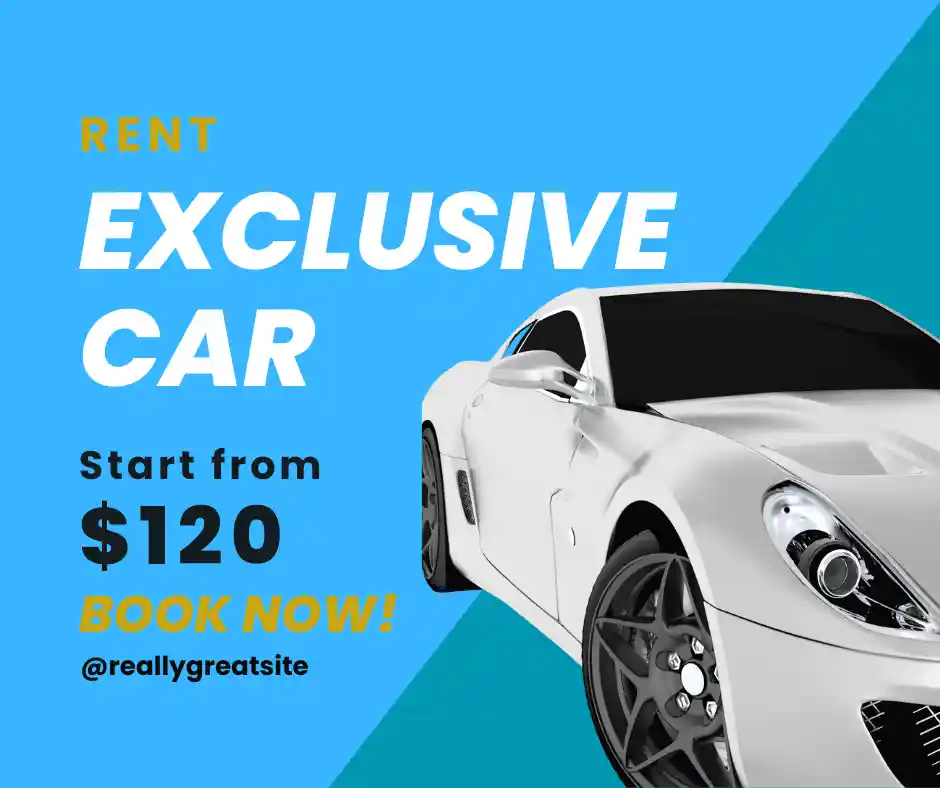 RENT
EXCLUSIVE
CAR
Start from
$120
BOOK NOW!
@reallygreatsite